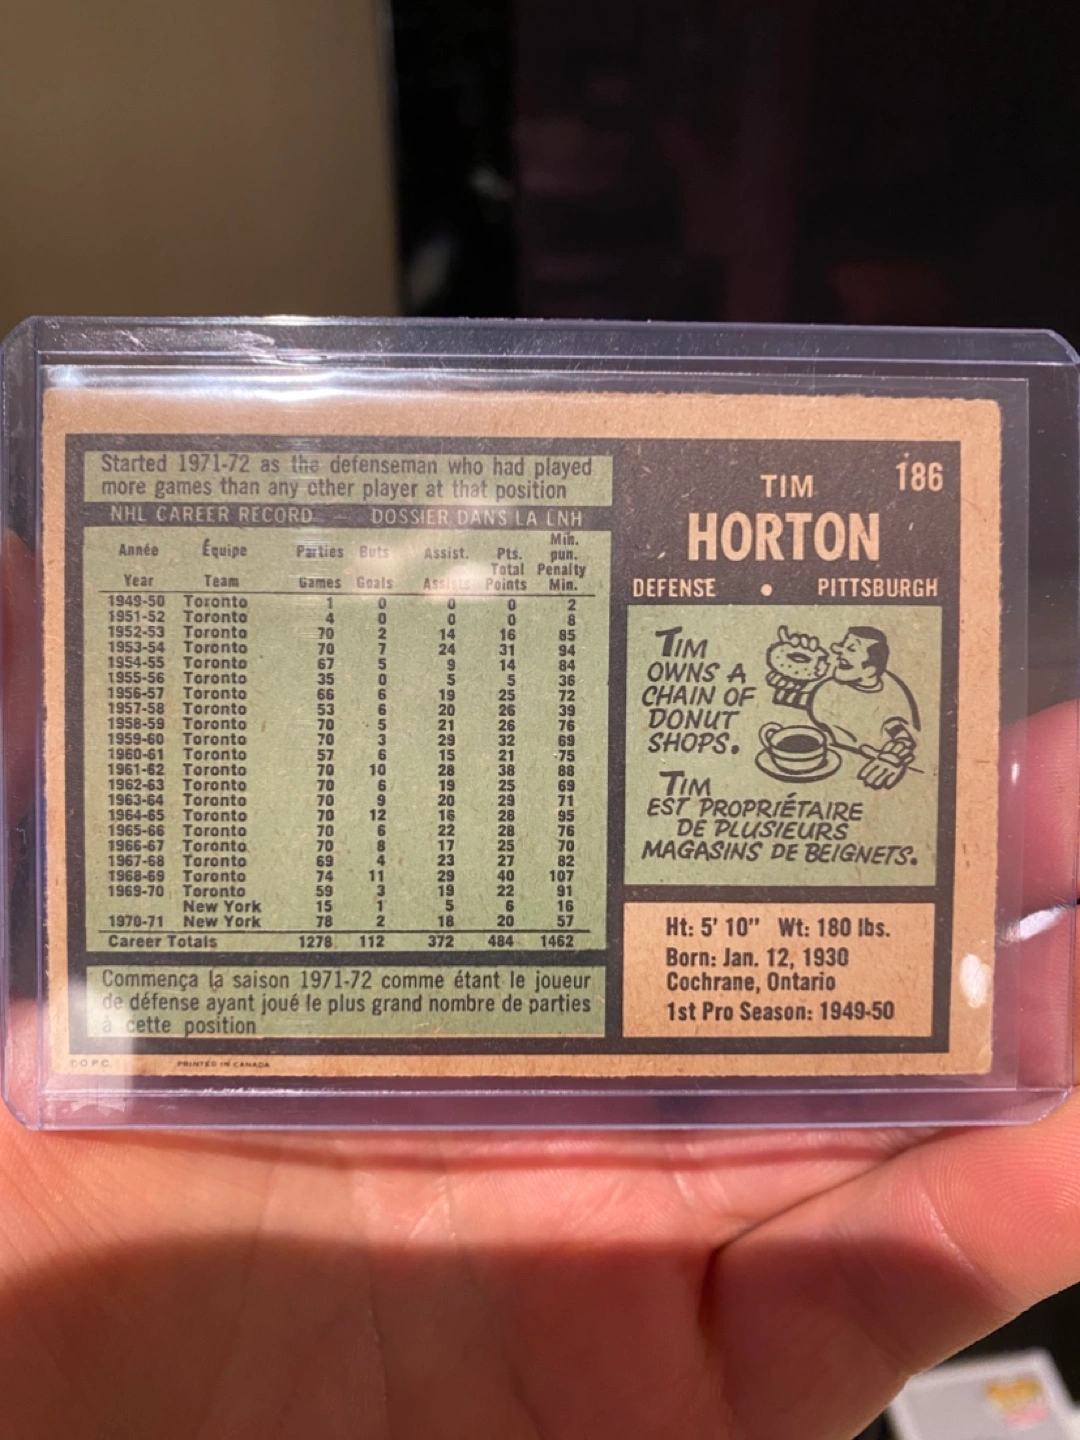 Started 1971-72 as the defenseman who had played
more games than any other player at that position
NHL CAREER RECORD — DOSSIER DANS LA LNH
Année Équipe Parties Buts Assist. Pts. Min. pun.
Year Team Games Goals Assists Total Points Penalty Min.
1949-50 Toronto 1 0 0 0 2
1951-52 Toronto 4 0 0 0 8
1952-53 Toronto 70 2 14 16 85
1953-54 Toronto 70 7 24 31 94
1954-55 Toronto 67 5 9 14 84
1955-56 Toronto 35 0 5 5 36
1956-57 Toronto 66 6 19 25 72
1957-58 Toronto 53 6 20 26 39
1958-59 Toronto 70 5 21 26 76
1959-60 Toronto 70 3 29 32 69
1960-61 Toronto 57 6 15 21 75
1961-62 Toronto 70 10 28 38 88
1962-63 Toronto 70 6 19 25 69
1963-64 Toronto 70 9 20 29 71
1964-65 Toronto 70 12 16 28 95
1965-66 Toronto 70 6 22 28 76
1966-67 Toronto 70 8 17 25 70
1967-68 Toronto 69 4 23 27 82
1968-69 Toronto 74 11 29 40 107
1969-70 Toronto 59 3 19 22 91
New York 15 1 5 6 16
1970-71 New York 78 2 18 20 57
Career Totals 1278 112 372 484 1462
Commença la saison 1971-72 comme étant le joueur
de défense ayant joué le plus grand nombre de parties
à cette position
O.P.C. PRINTED IN CANADA
186
TIM
HORTON
DEFENSE • PITTSBURGH
TIM
OWNS A
CHAIN OF
DONUT
SHOPS.
TIM
EST PROPRIÉTAIRE
DE PLUSIEURS
MAGASINS DE BEIGNETS.
Ht: 5' 10" Wt: 180 lbs.
Born: Jan. 12, 1930
Cochrane, Ontario
1st Pro Season: 1949-50